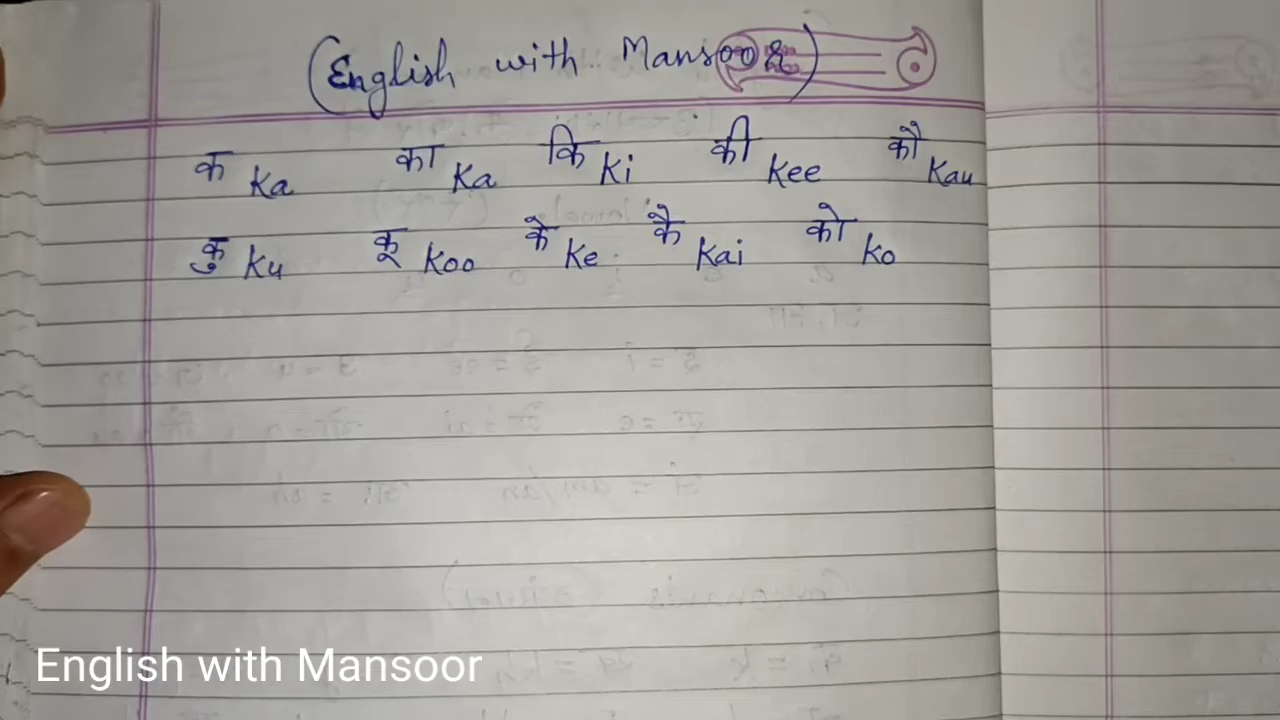 (English with Mansoor)
क Ka का Ka कि Ki की Kee कौ Kau
कु Ku कू Koo के Ke कै Kai को Ko
English with Mansoor